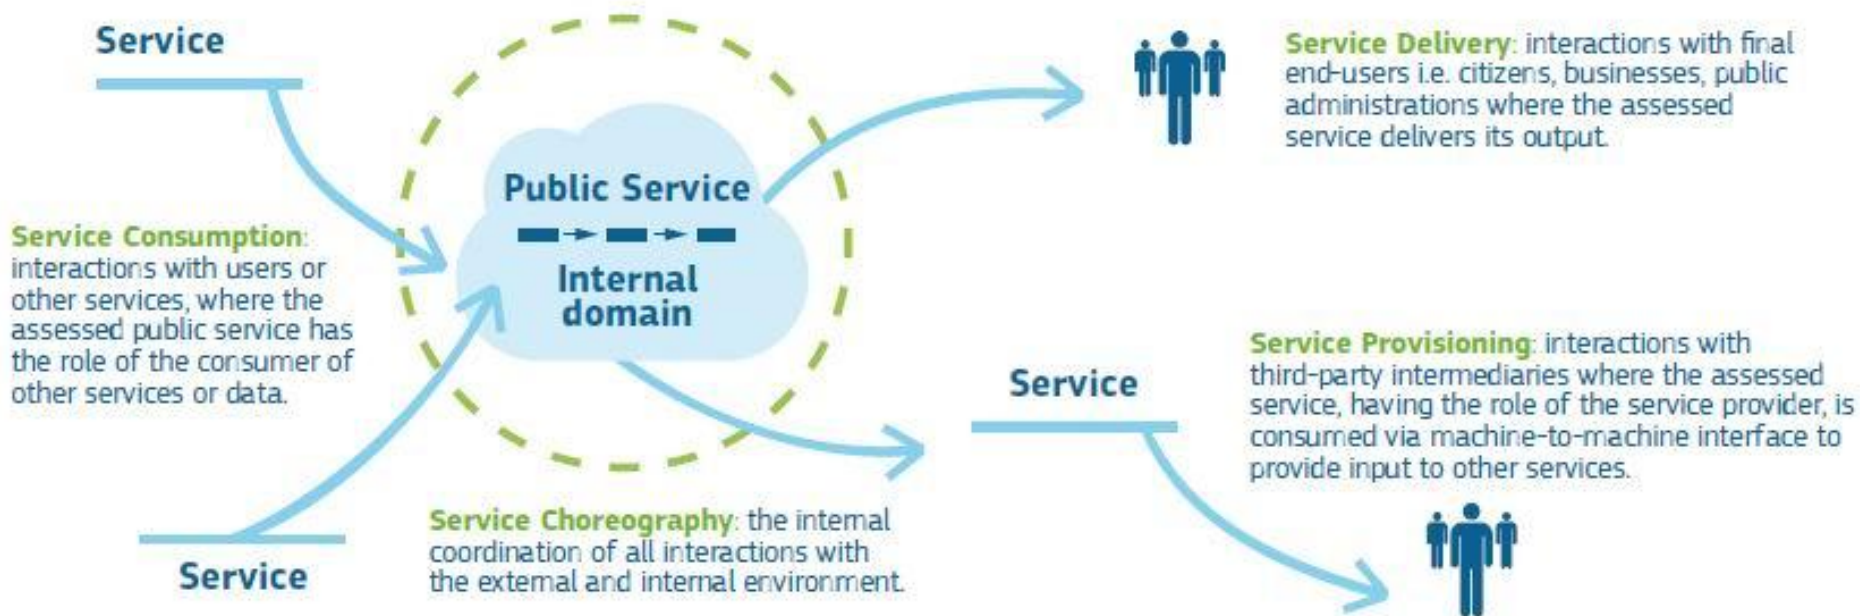 Service
Service Consumption:
interactions with users or
other services, where the
assessed public service has
the role of the consumer of
other services or data.
Service
Public Service
Internal
domain
Service Choreography: the internal
coordination of all interactions with
the external and internal environment.
Service Delivery: interactions with final
end-users i.e. citizens, businesses, public
administrations where the assessed
service delivers its output.
Service
Service Provisioning: interactions with
third-party intermediaries where the assessed
service, having the role of the service provider, is
consumed via machine-to-machine interface to
provide input to other services.